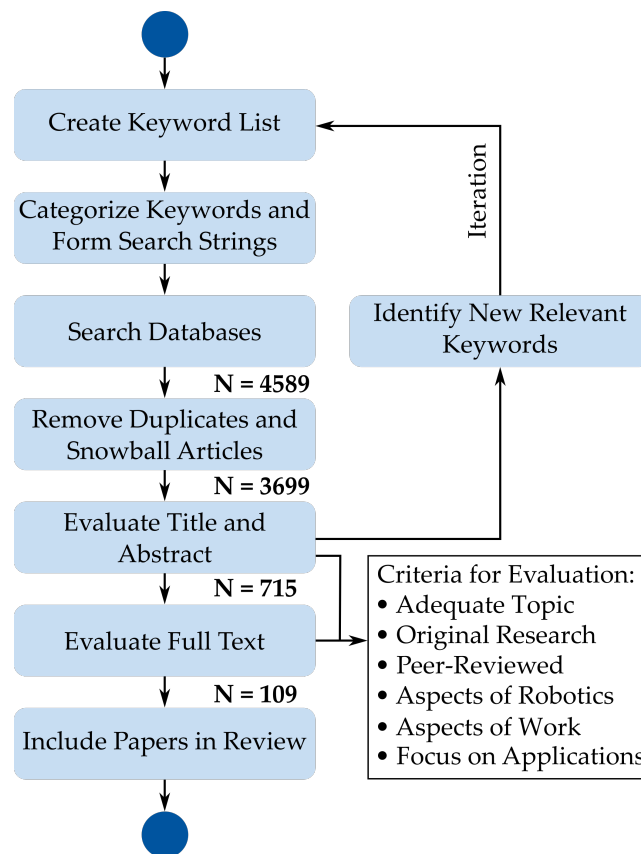 Create Keyword List
Categorize Keywords and
Form Search Strings
Search Databases
N = 4589
Remove Duplicates and
Snowball Articles
N = 3699
Evaluate Title and
Abstract
N = 715
Evaluate Full Text
N = 109
Include Papers in Review
Iteration
Identify New Relevant
Keywords
Criteria for Evaluation:
• Adequate Topic
• Original Research
• Peer-Reviewed
• Aspects of Robotics
• Aspects of Work
• Focus on Applications